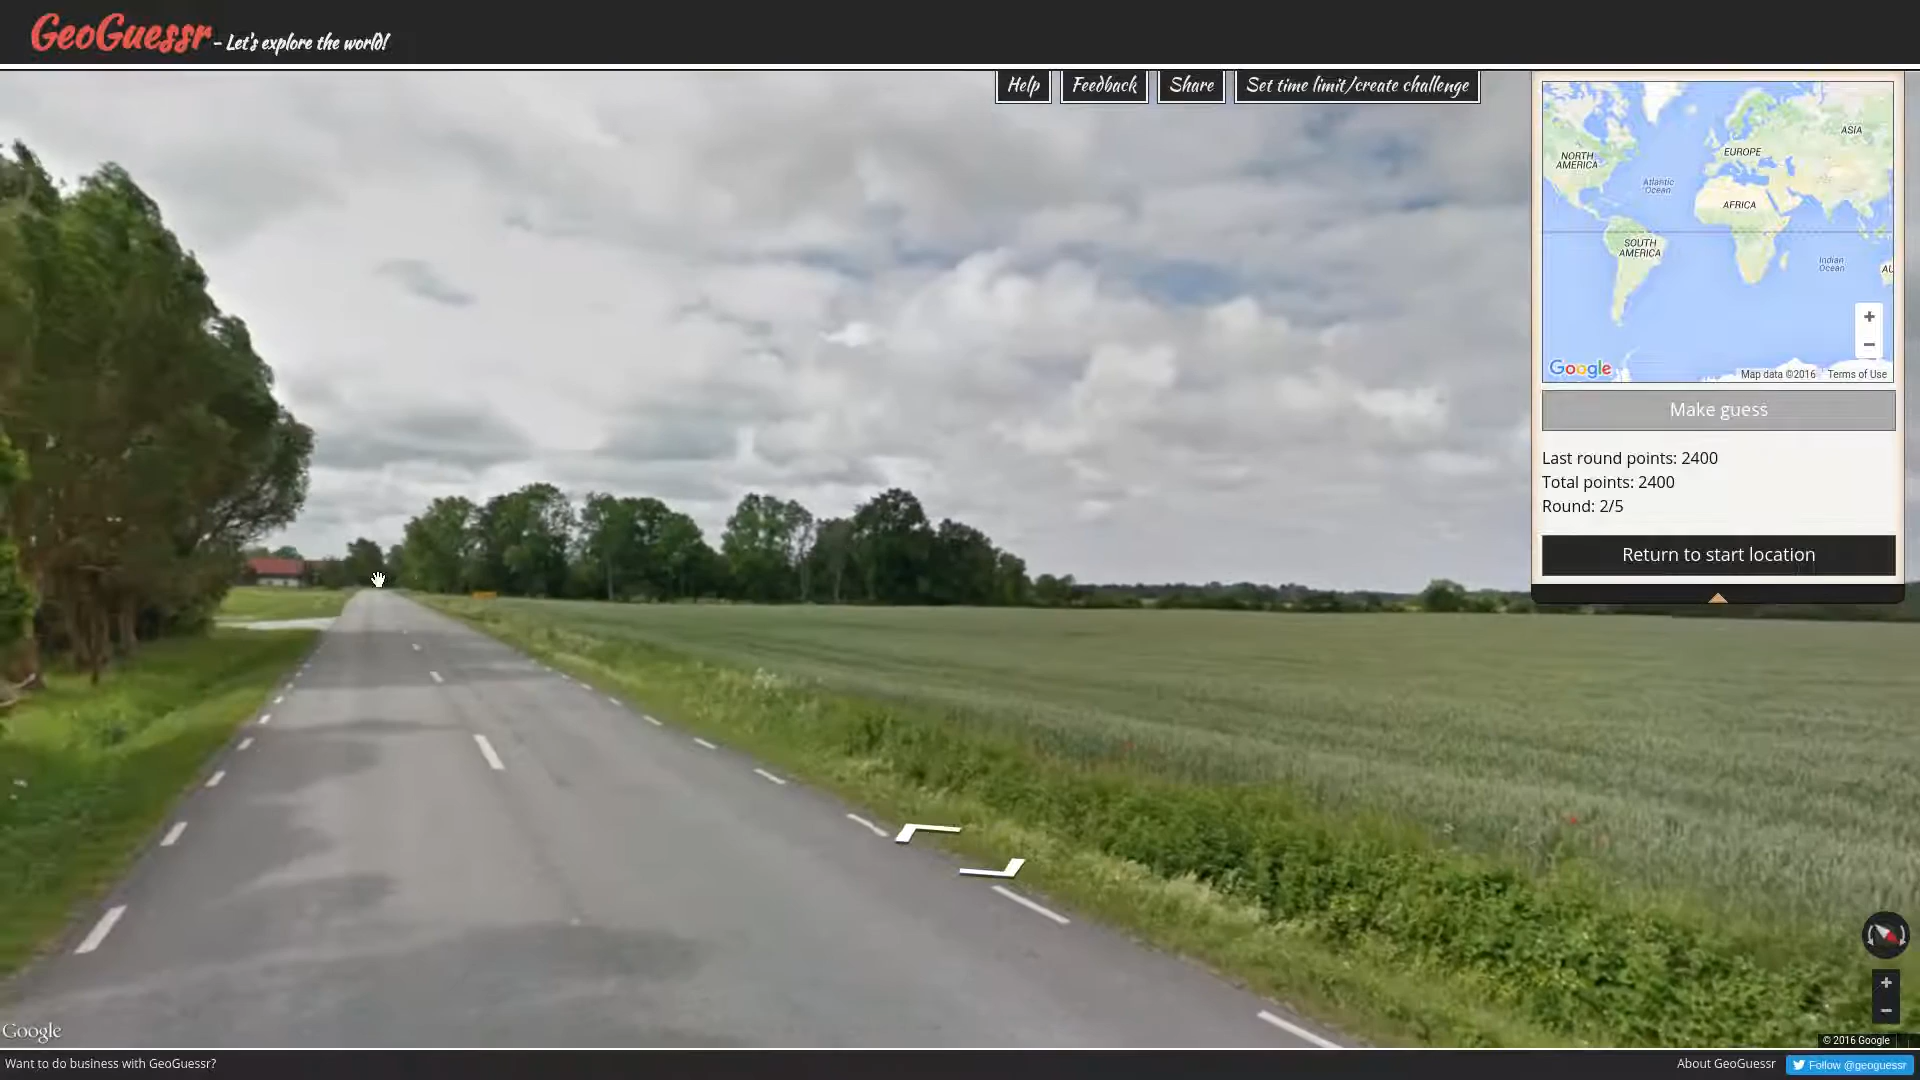 GeoGuessr - Let's explore the world!
Help
Feedback
Share
Set time limit/create challenge
NORTH
AMERICA
Atlantic
Ocean
EUROPE
ASIA
AFRICA
SOUTH
AMERICA
Indian
Ocean
AU
+
−
Google
Map data ©2016
Terms of Use
Make guess
Last round points: 2400
Total points: 2400
Round: 2/5
Return to start location
+
−
Google
© 2016 Google
Want to do business with GeoGuessr?
About GeoGuessr
Follow @geoguessr